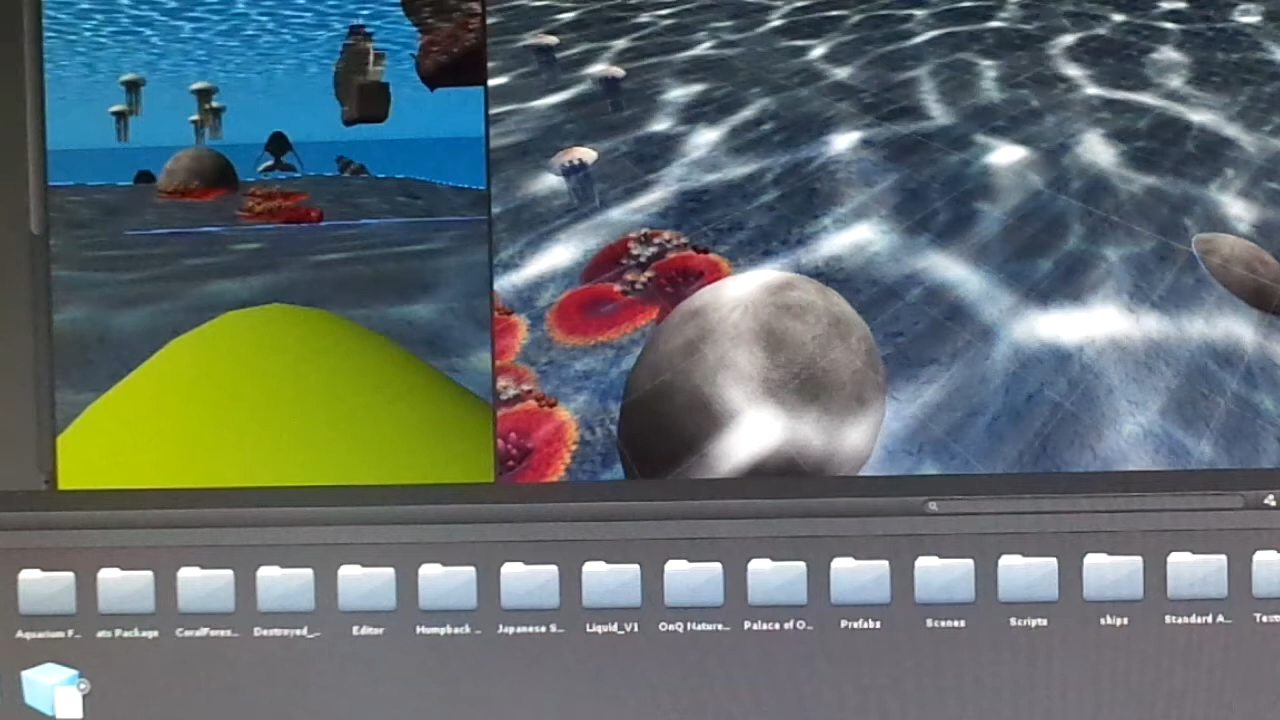 Aquarium F...
ats Package
CoralFores...
Destroyed_...
Editor
Humpback ...
Japanese S...
Liquid_V1
OnQ Nature...
Palace of O...
Prefabs
Scenes
Scripts
ships
Standard A...